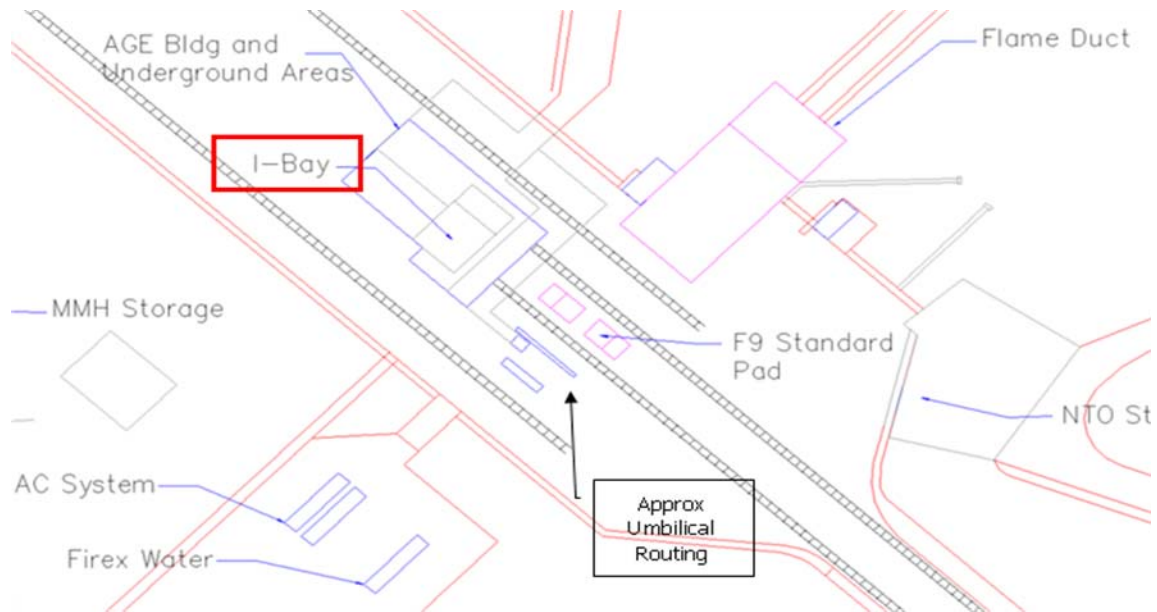 AGE Bldg and
Underground Areas
Flame Duct
I-Bay
MMH Storage
F9 Standard
Pad
NTO St
AC System
Approx
Umbilical
Routing
Firex Water